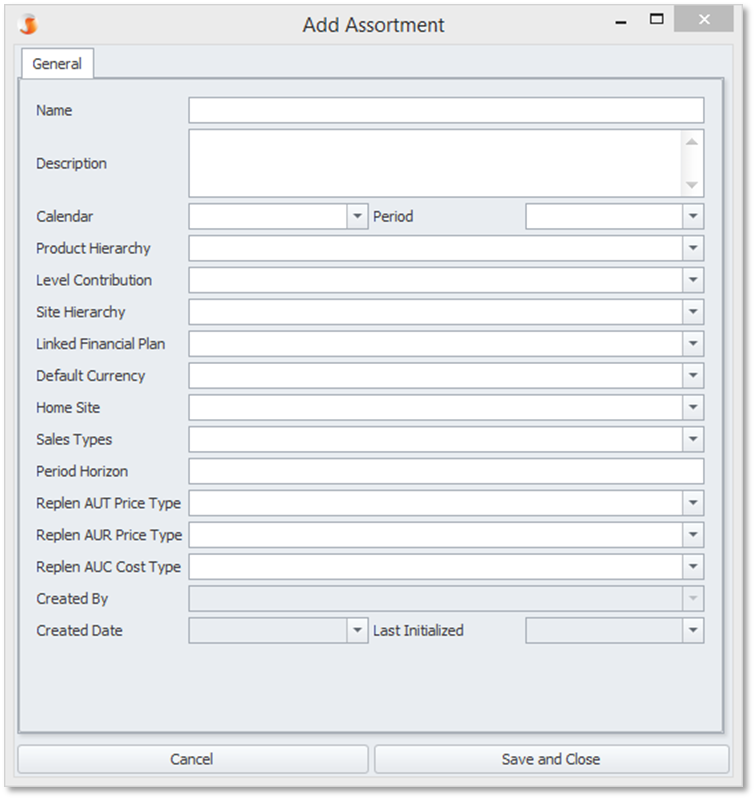 Add Assortment
General
Name
Description
Calendar Period
Product Hierarchy
Level Contribution
Site Hierarchy
Linked Financial Plan
Default Currency
Home Site
Sales Types
Period Horizon
Replen AUT Price Type
Replen AUR Price Type
Replen AUC Cost Type
Created By
Created Date Last Initialized
Cancel Save and Close